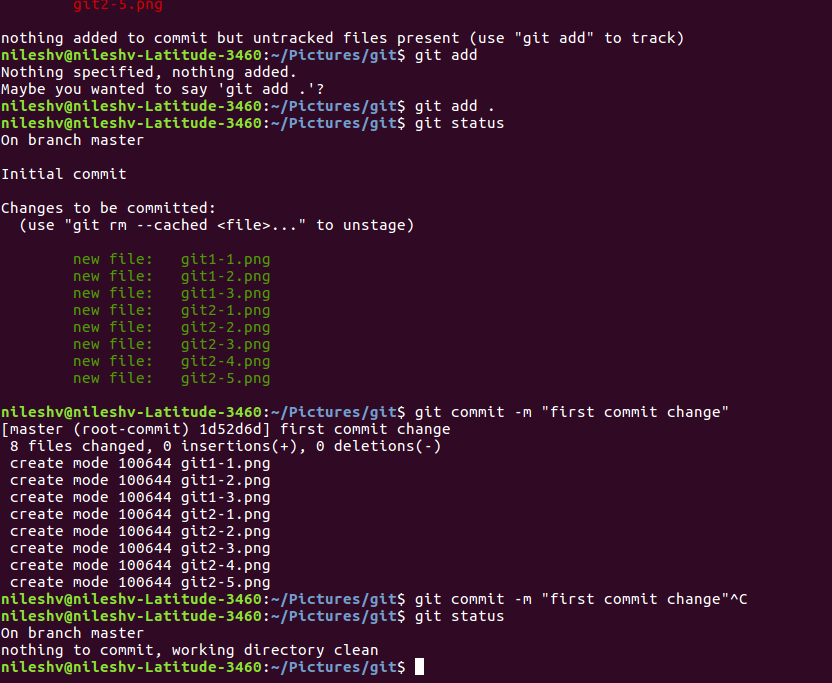 git2-5.png
nothing added to commit but untracked files present (use "git add" to track)
nileshv@nileshv-Latitude-3460:~/Pictures/git$ git add
Nothing specified, nothing added.
Maybe you wanted to say 'git add .'?
nileshv@nileshv-Latitude-3460:~/Pictures/git$ git add .
nileshv@nileshv-Latitude-3460:~/Pictures/git$ git status
On branch master
Initial commit
Changes to be committed:
  (use "git rm --cached <file>..." to unstage)
        new file:   git1-1.png
        new file:   git1-2.png
        new file:   git1-3.png
        new file:   git2-1.png
        new file:   git2-2.png
        new file:   git2-3.png
        new file:   git2-4.png
        new file:   git2-5.png
nileshv@nileshv-Latitude-3460:~/Pictures/git$ git commit -m "first commit change"
[master (root-commit) 1d52d6d] first commit change
 8 files changed, 0 insertions(+), 0 deletions(-)
 create mode 100644 git1-1.png
 create mode 100644 git1-2.png
 create mode 100644 git1-3.png
 create mode 100644 git2-1.png
 create mode 100644 git2-2.png
 create mode 100644 git2-3.png
 create mode 100644 git2-4.png
 create mode 100644 git2-5.png
nileshv@nileshv-Latitude-3460:~/Pictures/git$ git commit -m "first commit change"^C
nileshv@nileshv-Latitude-3460:~/Pictures/git$ git status
On branch master
nothing to commit, working directory clean
nileshv@nileshv-Latitude-3460:~/Pictures/git$